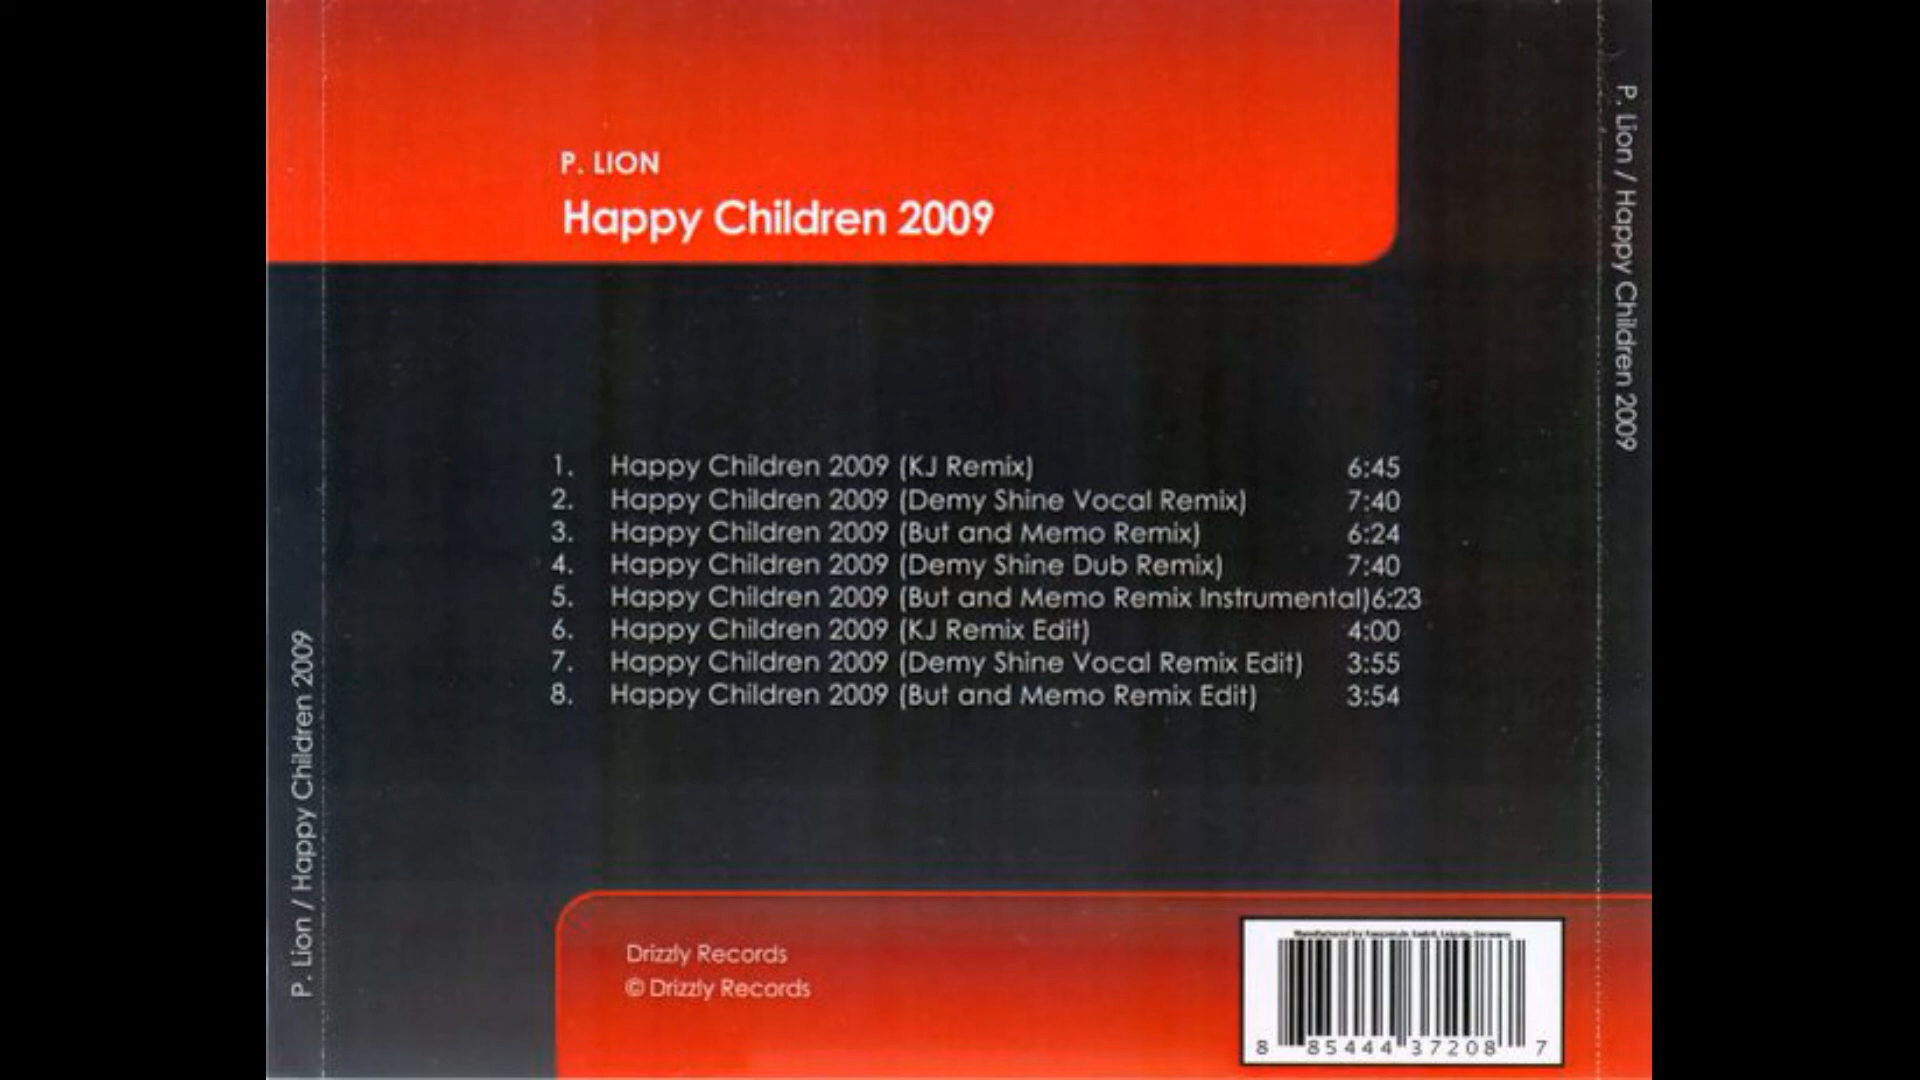 P. LION
Happy Children 2009
1. Happy Children 2009 (KJ Remix) 6:45
2. Happy Children 2009 (Demy Shine Vocal Remix) 7:40
3. Happy Children 2009 (But and Memo Remix) 6:24
4. Happy Children 2009 (Demy Shine Dub Remix) 7:40
5. Happy Children 2009 (But and Memo Remix Instrumental)6:23
6. Happy Children 2009 (KJ Remix Edit) 4:00
7. Happy Children 2009 (Demy Shine Vocal Remix Edit) 3:55
8. Happy Children 2009 (But and Memo Remix Edit) 3:54
Drizzly Records
© Drizzly Records
P. Lion / Happy Children 2009
P. Lion / Happy Children 2009
Manufactured by
8 85444 37208 7